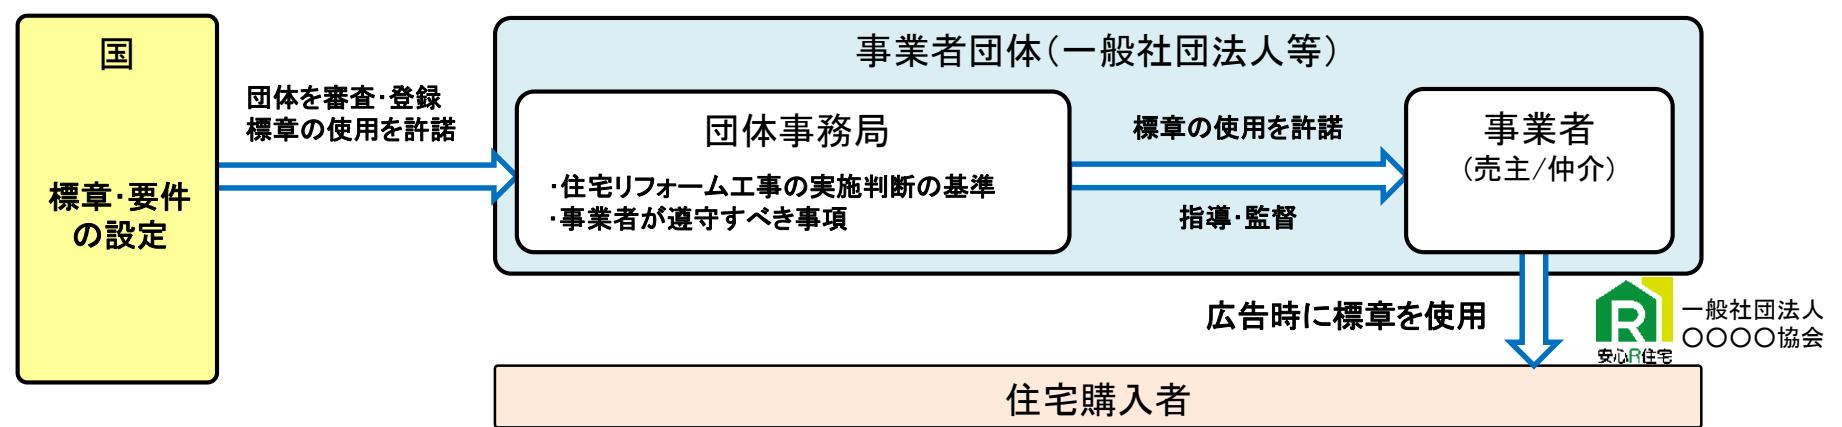 国
標章・要件
の設定
団体を審査・登録
標章の使用を許諾
事業者団体(一般社団法人等)
団体事務局
・住宅リフォーム工事の実施判断の基準
・事業者が遵守すべき事項
標章の使用を許諾
指導・監督
事業者
(売主/仲介)
広告時に標章を使用
R
安心R住宅
一般社団法人
〇〇〇〇協会
住宅購入者